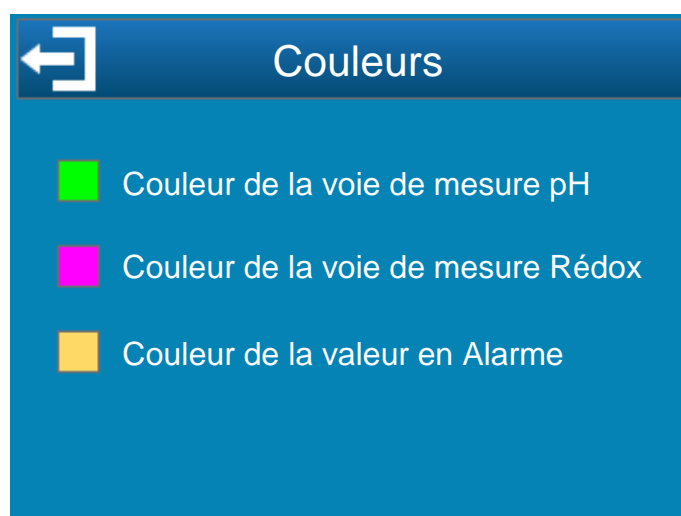 Couleurs
Couleur de la voie de mesure pH
Couleur de la voie de mesure Rédox
Couleur de la valeur en Alarme